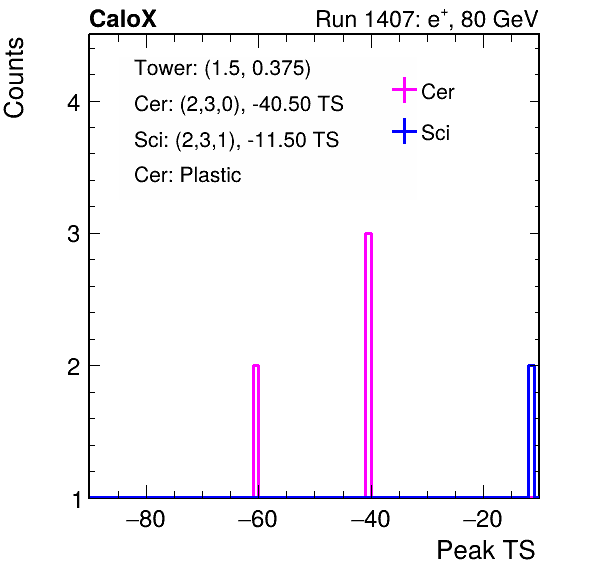 CaloX Run 1407: e⁺, 80 GeV
Counts
Tower: (1.5, 0.375)
Cer: (2,3,0), -40.50 TS
Sci: (2,3,1), -11.50 TS
Cer: Plastic
Cer
Sci
4
3
2
1
−80 −60 −40 −20
Peak TS